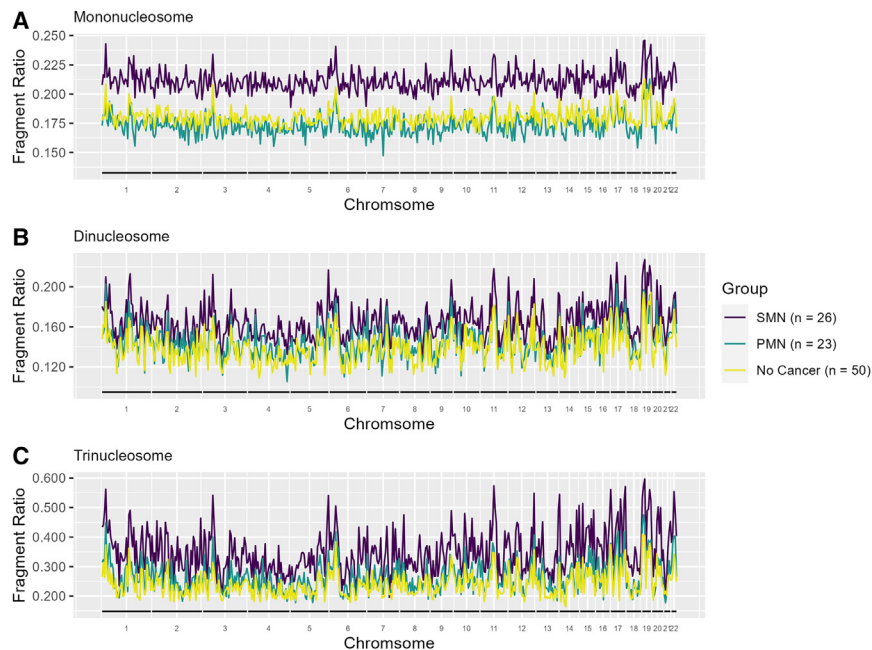 A
Mononucleosome
Fragment Ratio
0.250
0.225
0.200
0.175
0.150
1 2 3 4 5 6 7 8 9 10 11 12 13 14 15 16 17 18 19 20 21 22
Chromsome
B
Dinucleosome
Fragment Ratio
0.200
0.160
0.120
1 2 3 4 5 6 7 8 9 10 11 12 13 14 15 16 17 18 19 20 21 22
Chromsome
Group
SMN (n = 26)
PMN (n = 23)
No Cancer (n = 50)
C
Trinucleosome
Fragment Ratio
0.600
0.500
0.400
0.300
0.200
1 2 3 4 5 6 7 8 9 10 11 12 13 14 15 16 17 18 19 20 21 22
Chromsome